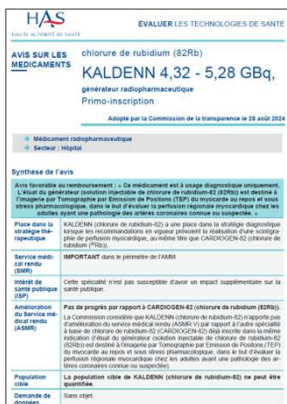 HAS
HAUTE AUTORITÉ DE SANTÉ
ÉVALUER LES TECHNOLOGIES DE SANTÉ
AVIS SUR LES
MEDICAMENTS
chlorure de rubidium (82Rb)
KALDENN 4,32 - 5,28 GBq,
générateur radiopharmaceutique
Primo-inscription
Adopté par la Commission de la transparence le 28 août 2024
Médicament radiopharmaceutique
Secteur : Hôpital
Synthèse de l'avis
Avis favorable au remboursement : « Ce médicament est à usage diagnostique uniquement.
L'éluat du générateur (solution injectable de chlorure de rubidium-82 (82Rb)) est destiné à
l'imagerie par Tomographie par Emission de Positons (TEP) du myocarde au repos et sous
stress pharmacologique, dans le but d'évaluer la perfusion régionale myocardique chez les
adultes ayant une pathologie des artères coronaires connue ou suspectée. »
Place dans la
stratégie thé-
rapeutique
KALDENN (chlorure de rubidium-82) a une place dans la stratégie diagnostique
lorsque les recommandations en vigueur prévoient la réalisation d'une scintigra-
phie de perfusion myocardique, au même titre que CARDIOGEN-82 (chlorure de
rubidium (82Rb)).
Service médi-
cal rendu
(SMR)
IMPORTANT dans le périmètre de l'AMM.
Intérêt de
santé publique
(ISP)
Cette spécialité n'est pas susceptible d'avoir un impact supplémentaire sur la
santé publique.
Amélioration
du Service mé-
dical rendu
(ASMR)
Pas de progrès par rapport à CARDIOGEN-82 (chlorure de rubidium (82Rb)).
La Commission considère que KALDENN (chlorure de rubidium-82) n'apporte pas
d'amélioration du service médical rendu (ASMR V) par rapport à l'autre spécialité
à base de chlorure de rubidium-82 (CARDIOGEN-82) déjà inscrite dans la même
indication d'éluat du générateur (solution injectable de chlorure de rubidium-82
(82Rb)) est destiné à l'imagerie par Tomographie par Emission de Positons (TEP)
du myocarde au repos et sous stress pharmacologique, dans le but d'évaluer la
perfusion régionale myocardique chez les adultes ayant une pathologie des ar-
tères coronaires connue ou suspectée).
Population
cible
La population cible de KALDENN (chlorure de rubidium-82) ne peut être
quantifiée.
Demande de
données
Sans objet.